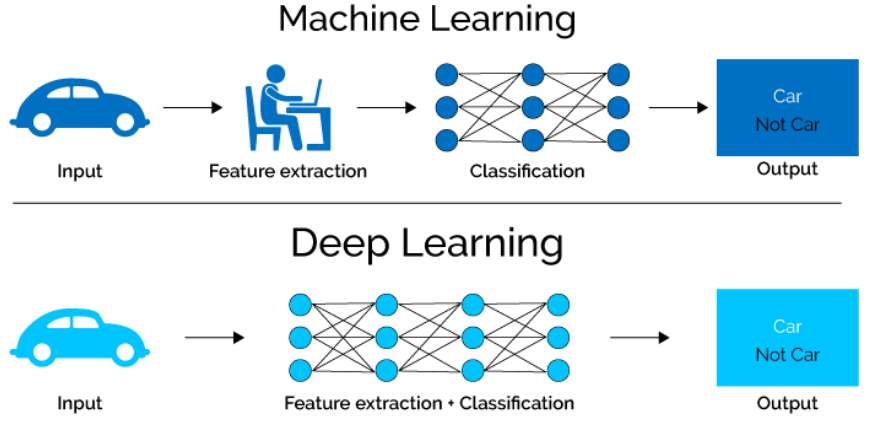 Machine Learning
Car
Not Car
Input
Feature extraction
Classification
Output
Deep Learning
Car
Not Car
Input
Feature extraction + Classification
Output